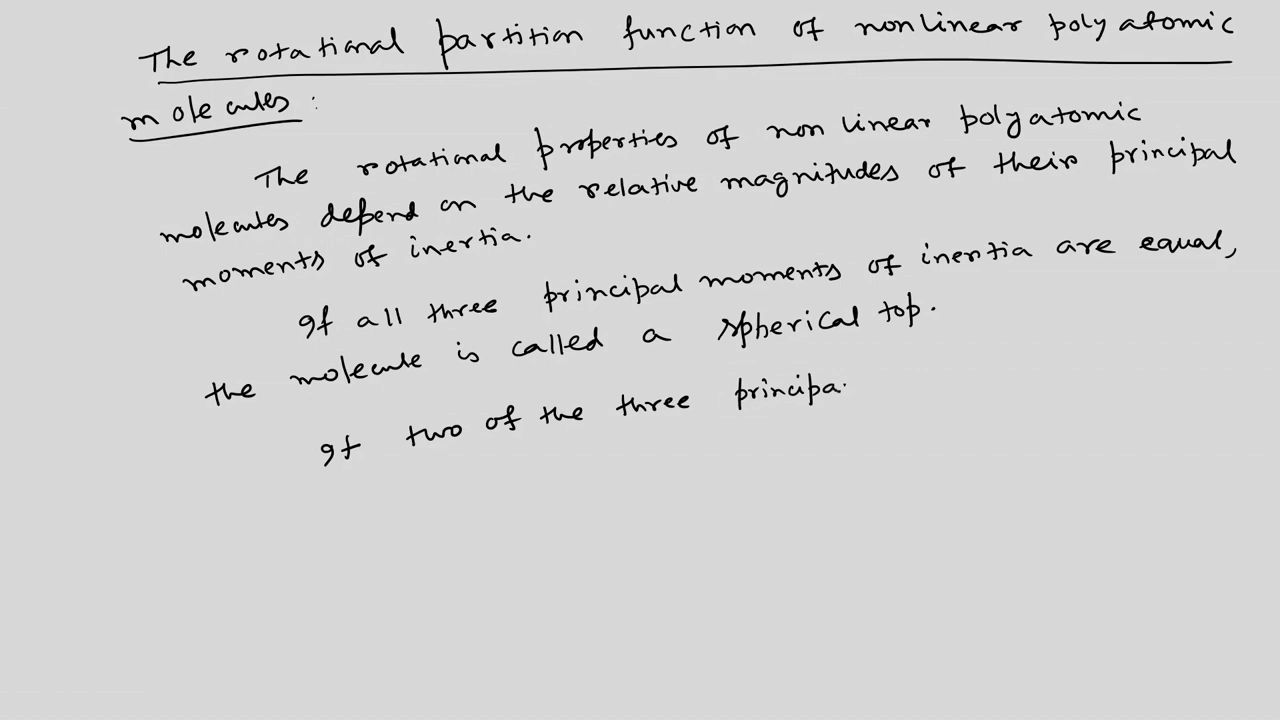 The rotational partition function of nonlinear polyatomic
molecules:
The rotational properties of non linear polyatomic
molecules depend on the relative magnitudes of their principal
moments of inertia.
If all three principal moments of inertia are equal,
the molecule is called a spherical top.
If two of the three principa